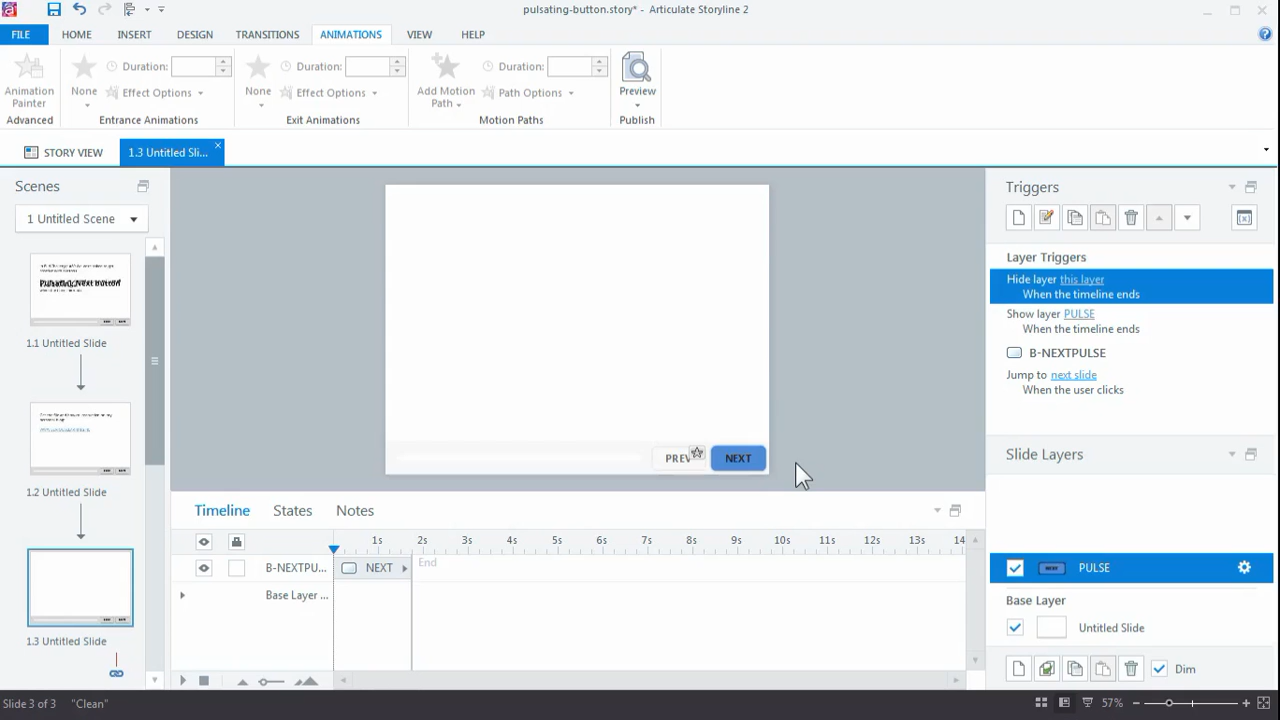 pulsating-button.story* - Articulate Storyline 2
FILE HOME INSERT DESIGN TRANSITIONS ANIMATIONS VIEW HELP
Animation Painter
None
Duration:
Effect Options
None
Duration:
Effect Options
Add Motion Path
Duration:
Path Options
Preview
Advanced Entrance Animations Exit Animations Motion Paths Publish
STORY VIEW 1.3 Untitled Sli...
Scenes
1 Untitled Scene
1.1 Untitled Slide
1.2 Untitled Slide
1.3 Untitled Slide
PREV NEXT
Timeline States Notes
1s 2s 3s 4s 5s 6s 7s 8s 9s 10s 11s 12s 13s 14
B-NEXTPU... NEXT End
Base Layer ...
Triggers
Layer Triggers
Hide layer this layer
When the timeline ends
Show layer PULSE
When the timeline ends
B-NEXTPULSE
Jump to next slide
When the user clicks
Slide Layers
PULSE
Base Layer
Untitled Slide
Dim
Slide 3 of 3 "Clean" 57%